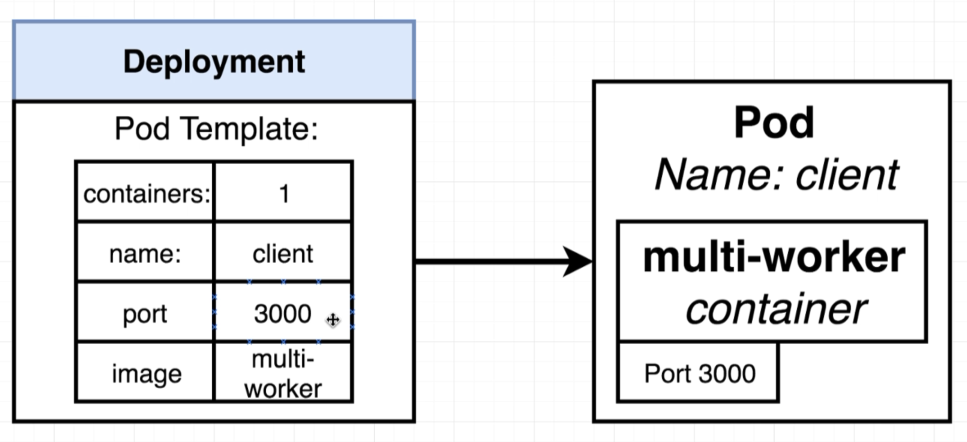 Deployment
Pod Template:
containers: 1
name: client
port 3000
image multi-
worker
Pod
Name: client
multi-worker
container
Port 3000